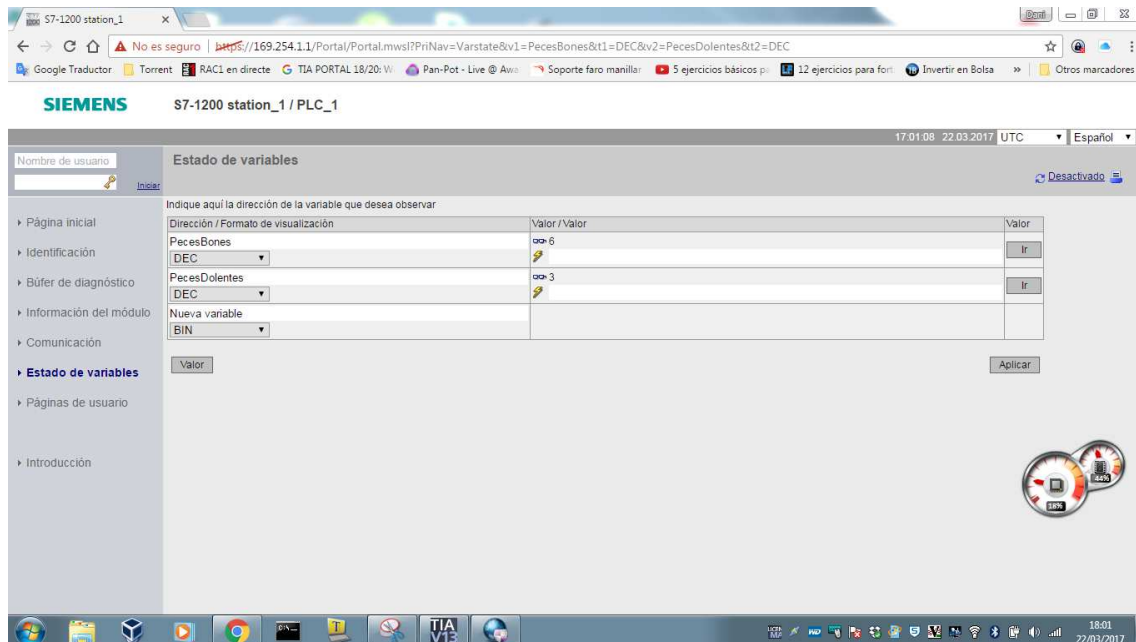 S7-1200 station_1
Dani
No es seguro | https://169.254.1.1/Portal/Portal.mwsl?PriNav=Varstate&v1=PecesBones&t1=DEC&v2=PecesDolentes&t2=DEC
Google Traductor Torrent RAC1 en directe TIA PORTAL 18/20: W Pan-Pot - Live @ Awa Soporte faro manillar 5 ejercicios básicos p 12 ejercicios para fort Invertir en Bolsa » Otros marcadores
SIEMENS S7-1200 station_1 / PLC_1
17:01:08 22.03.2017 UTC Español
Nombre de usuario
Iniciar
Estado de variables
Desactivado
Indique aquí la dirección de la variable que desea observar
Dirección / Formato de visualización Valor / Valor Valor
PecesBones 6
DEC Ir
PecesDolentes 3
DEC Ir
Nueva variable
BIN
Valor Aplicar
Página inicial
Identificación
Búfer de diagnóstico
Información del módulo
Comunicación
Estado de variables
Páginas de usuario
Introducción
44%
18%
TIA
V13
18:01
22/03/2017